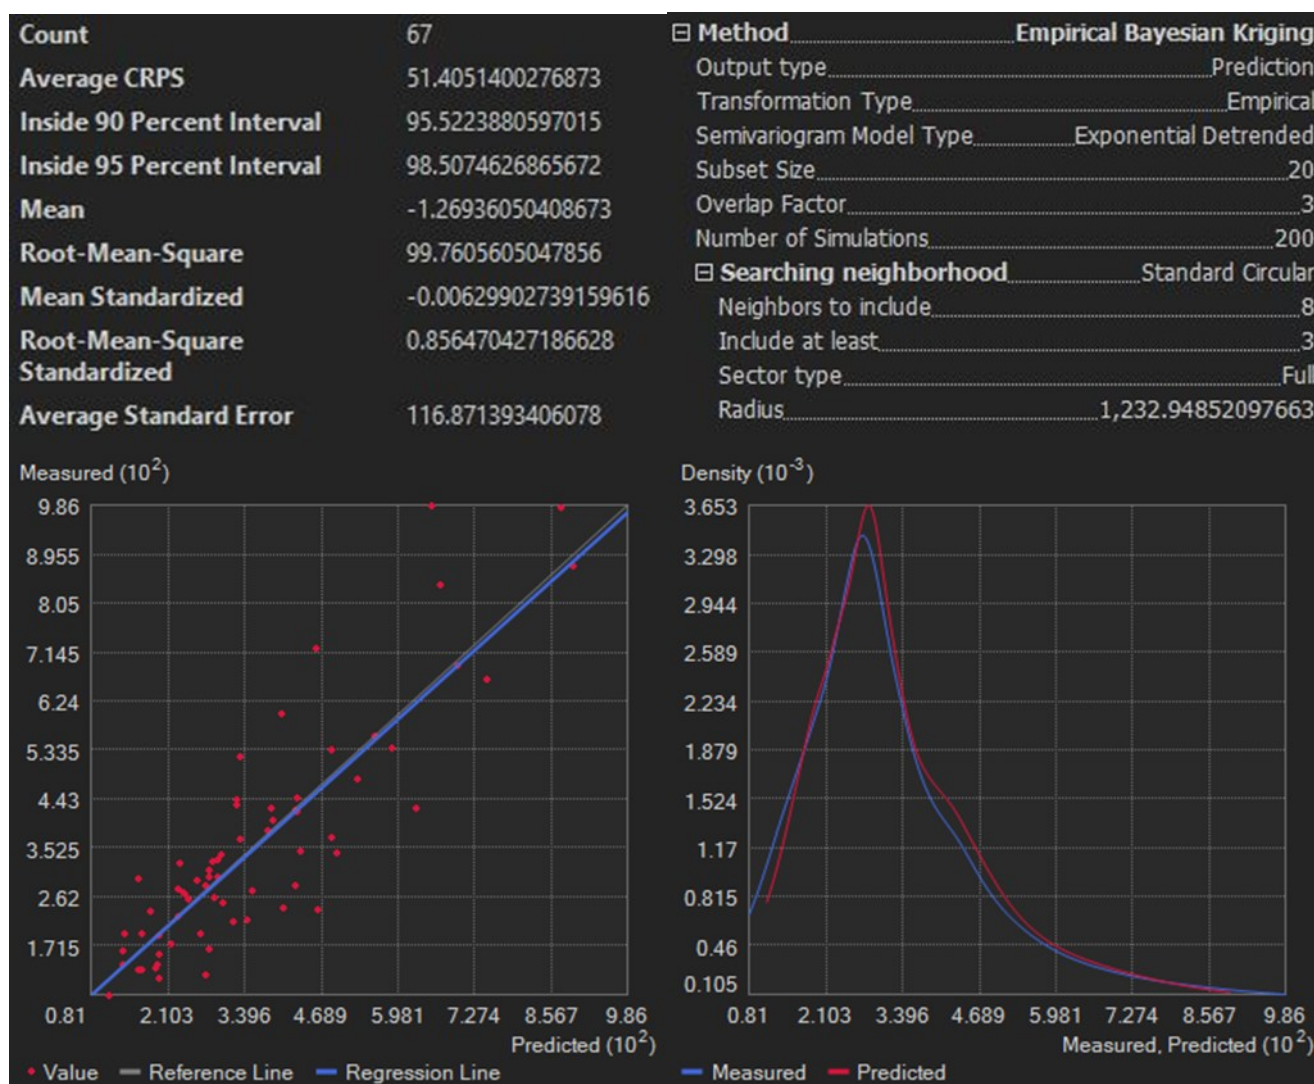 Count 67
Average CRPS 51.4051400276873
Inside 90 Percent Interval 95.5223880597015
Inside 95 Percent Interval 98.5074626865672
Mean -1.26936050408673
Root-Mean-Square 99.7605605047856
Mean Standardized -0.00629902739159616
Root-Mean-Square 0.856470427186628
Standardized
Average Standard Error 116.871393406078
Method Empirical Bayesian Kriging
Output type Prediction
Transformation Type Empirical
Semivariogram Model Type Exponential Detrended
Subset Size 20
Overlap Factor 3
Number of Simulations 200
Searching neighborhood Standard Circular
Neighbors to include 8
Include at least 3
Sector type Full
Radius 1,232.94852097663
Measured (10²)
9.86
8.955
8.05
7.145
6.24
5.335
4.43
3.525
2.62
1.715
0.81 2.103 3.396 4.689 5.981 7.274 8.567 9.86
Predicted (10²)
Value Reference Line Regression Line
Density (10⁻³)
3.653
3.298
2.944
2.589
2.234
1.879
1.524
1.17
0.815
0.46
0.105
0.81 2.103 3.396 4.689 5.981 7.274 8.567 9.86
Measured, Predicted (10²)
Measured Predicted